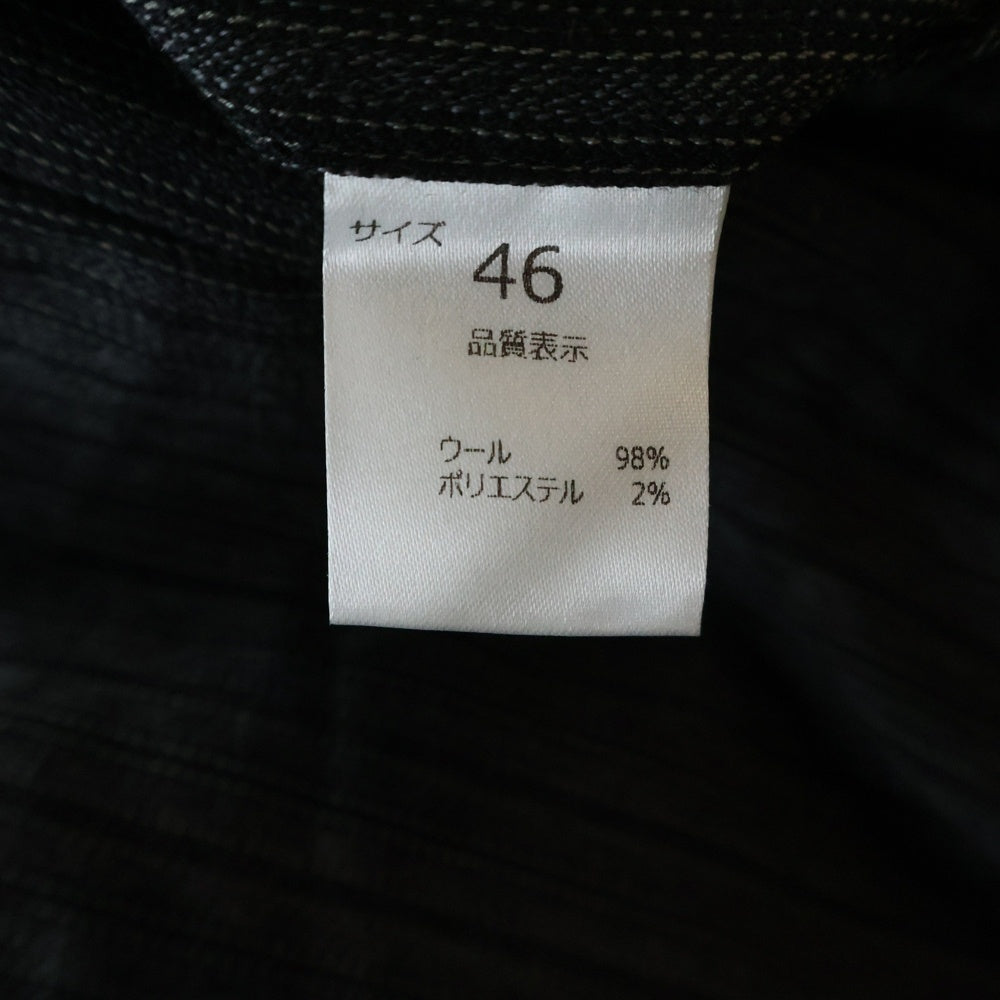 サイズ
46
品質表示
ウール 98%
ポリエステル 2%